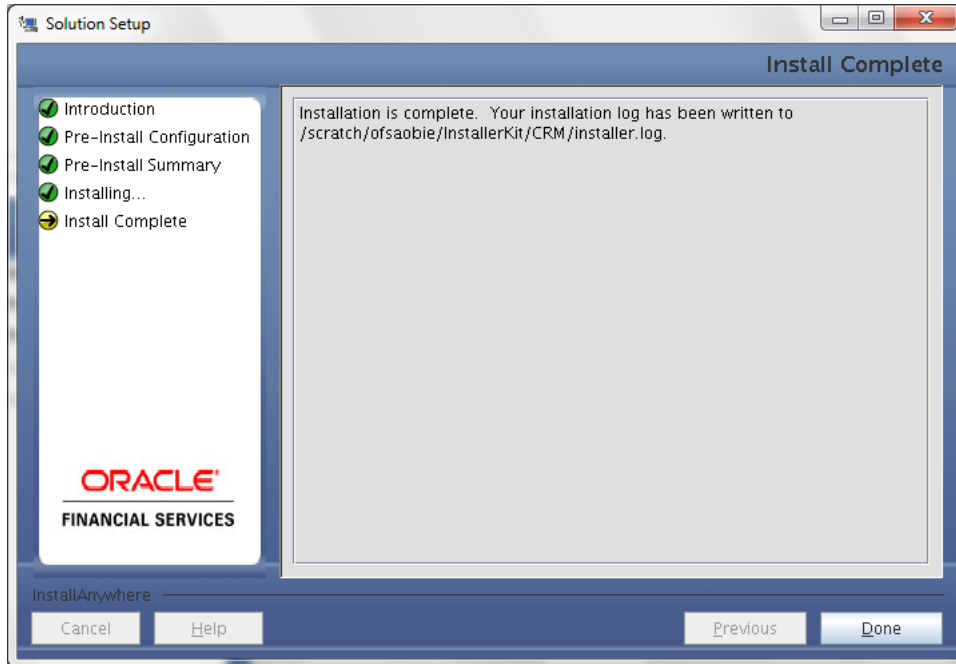 Solution Setup
Install Complete
Introduction
Pre-Install Configuration
Pre-Install Summary
Installing...
Install Complete
ORACLE
FINANCIAL SERVICES
Installation is complete.  Your installation log has been written to
/scratch/ofsaobie/InstallerKit/CRM/installer.log.
InstallAnywhere
Cancel
Help
Previous
Done